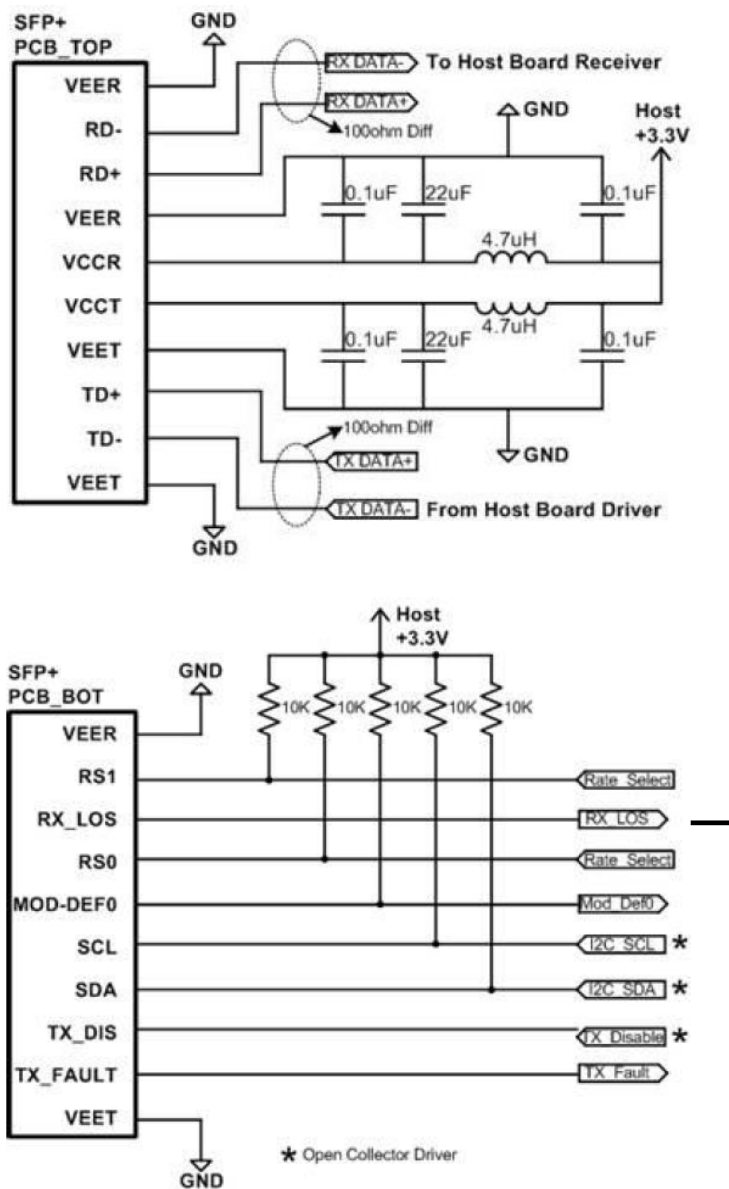 SFP+
PCB_TOP
GND
VEER
RX DATA- To Host Board Receiver
RD-
RX DATA+
100ohm Diff
GND
Host
+3.3V
RD+
VEER
0.1uF 22uF 0.1uF
4.7uH
VCCR
VCCT
4.7uH
VEET
0.1uF 22uF 0.1uF
TD+
100ohm Diff
TD-
TX DATA+
GND
VEET
TX DATA- From Host Board Driver
GND
Host
+3.3V
SFP+
PCB_BOT
GND
10K 10K 10K 10K 10K
VEER
RS1 Rate_Select
RX_LOS RX_LOS
RS0 Rate_Select
MOD-DEF0 Mod_Def0
SCL I2C_SCL *
SDA I2C_SDA *
TX_DIS TX_Disable *
TX_FAULT TX_Fault
VEET
* Open Collector Driver
GND